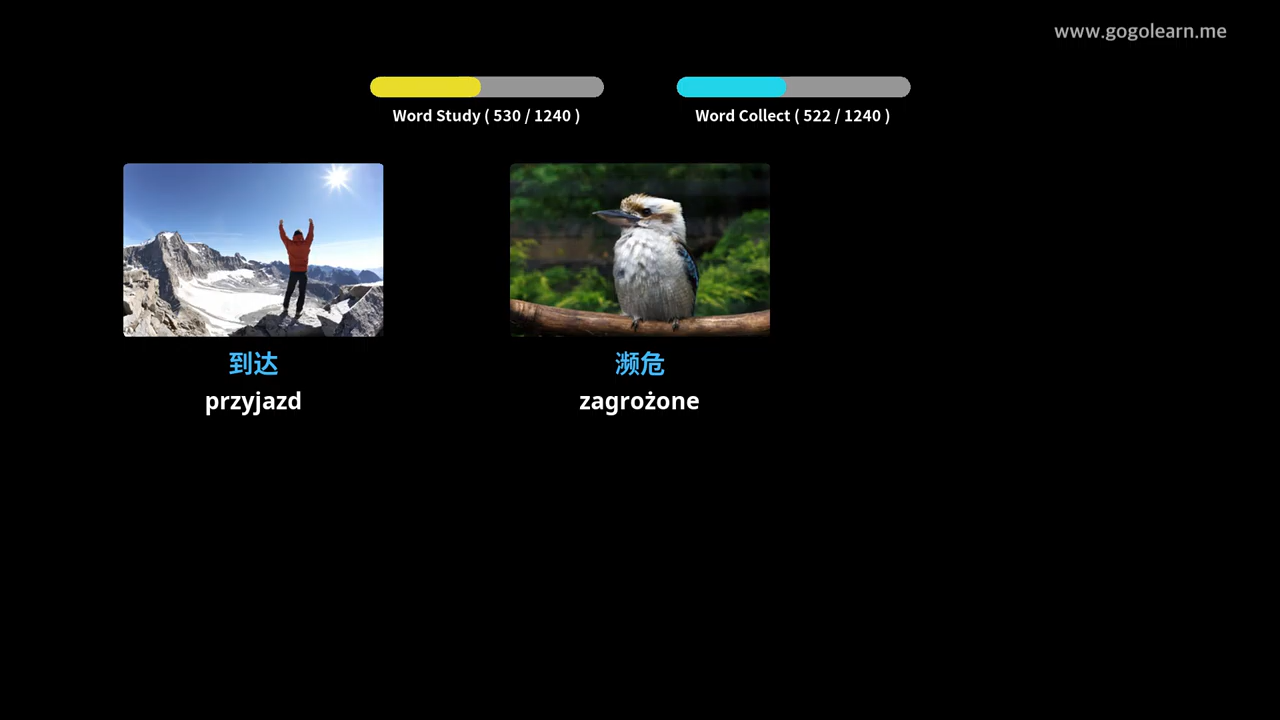 www.gogolearn.me
Word Study ( 530 / 1240 )
Word Collect ( 522 / 1240 )
到达
przyjazd
濒危
zagrożone